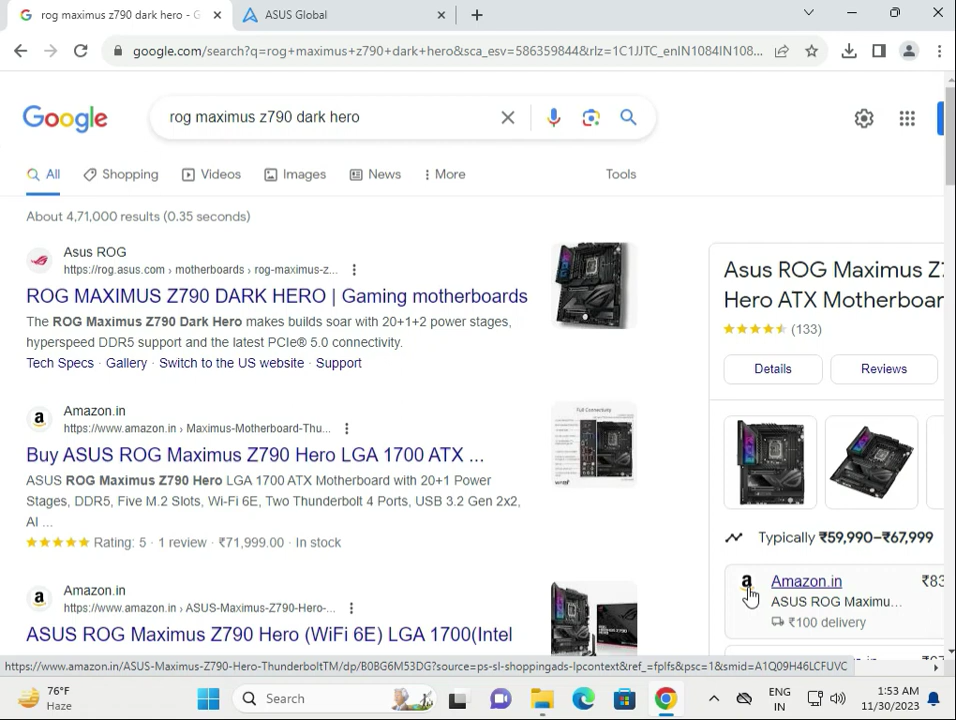 rog maximus z790 dark hero - G
ASUS Global
google.com/search?q=rog+maximus+z790+dark+hero&sca_esv=586359844&rlz=1C1JJTC_enIN1084IN108...
Google
rog maximus z790 dark hero
All
Shopping
Videos
Images
News
More
Tools
About 4,71,000 results (0.35 seconds)
Asus ROG
https://rog.asus.com › motherboards › rog-maximus-z...
ROG MAXIMUS Z790 DARK HERO | Gaming motherboards
The ROG Maximus Z790 Dark Hero makes builds soar with 20+1+2 power stages,
hyperspeed DDR5 support and the latest PCIe® 5.0 connectivity.
Tech Specs · Gallery · Switch to the US website · Support
a
Amazon.in
https://www.amazon.in › Maximus-Motherboard-Thu...
Full Connectivity
Buy ASUS ROG Maximus Z790 Hero LGA 1700 ATX ...
ASUS ROG Maximus Z790 Hero LGA 1700 ATX Motherboard with 20+1 Power
Stages, DDR5, Five M.2 Slots, Wi-Fi 6E, Two Thunderbolt 4 Ports, USB 3.2 Gen 2x2,
AI ...
Rating: 5 · 1 review · ₹71,999.00 · In stock
a
Amazon.in
https://www.amazon.in › ASUS-Maximus-Z790-Hero-...
ASUS ROG Maximus Z790 Hero (WiFi 6E) LGA 1700(Intel
Asus ROG Maximus Z7
Hero ATX Motherboar
(133)
Details
Reviews
Typically ₹59,990–₹67,999
a
Amazon.in
₹83
ASUS ROG Maximu...
₹100 delivery
https://www.amazon.in/ASUS-Maximus-Z790-Hero-ThunderboltTM/dp/B0BG6M53DG?source=ps-sl-shoppingads-lpcontext&ref_=fplfs&psc=1&smid=A1Q09H46LCFUVC
76°F
Haze
Search
ENG
IN
1:53 AM
11/30/2023